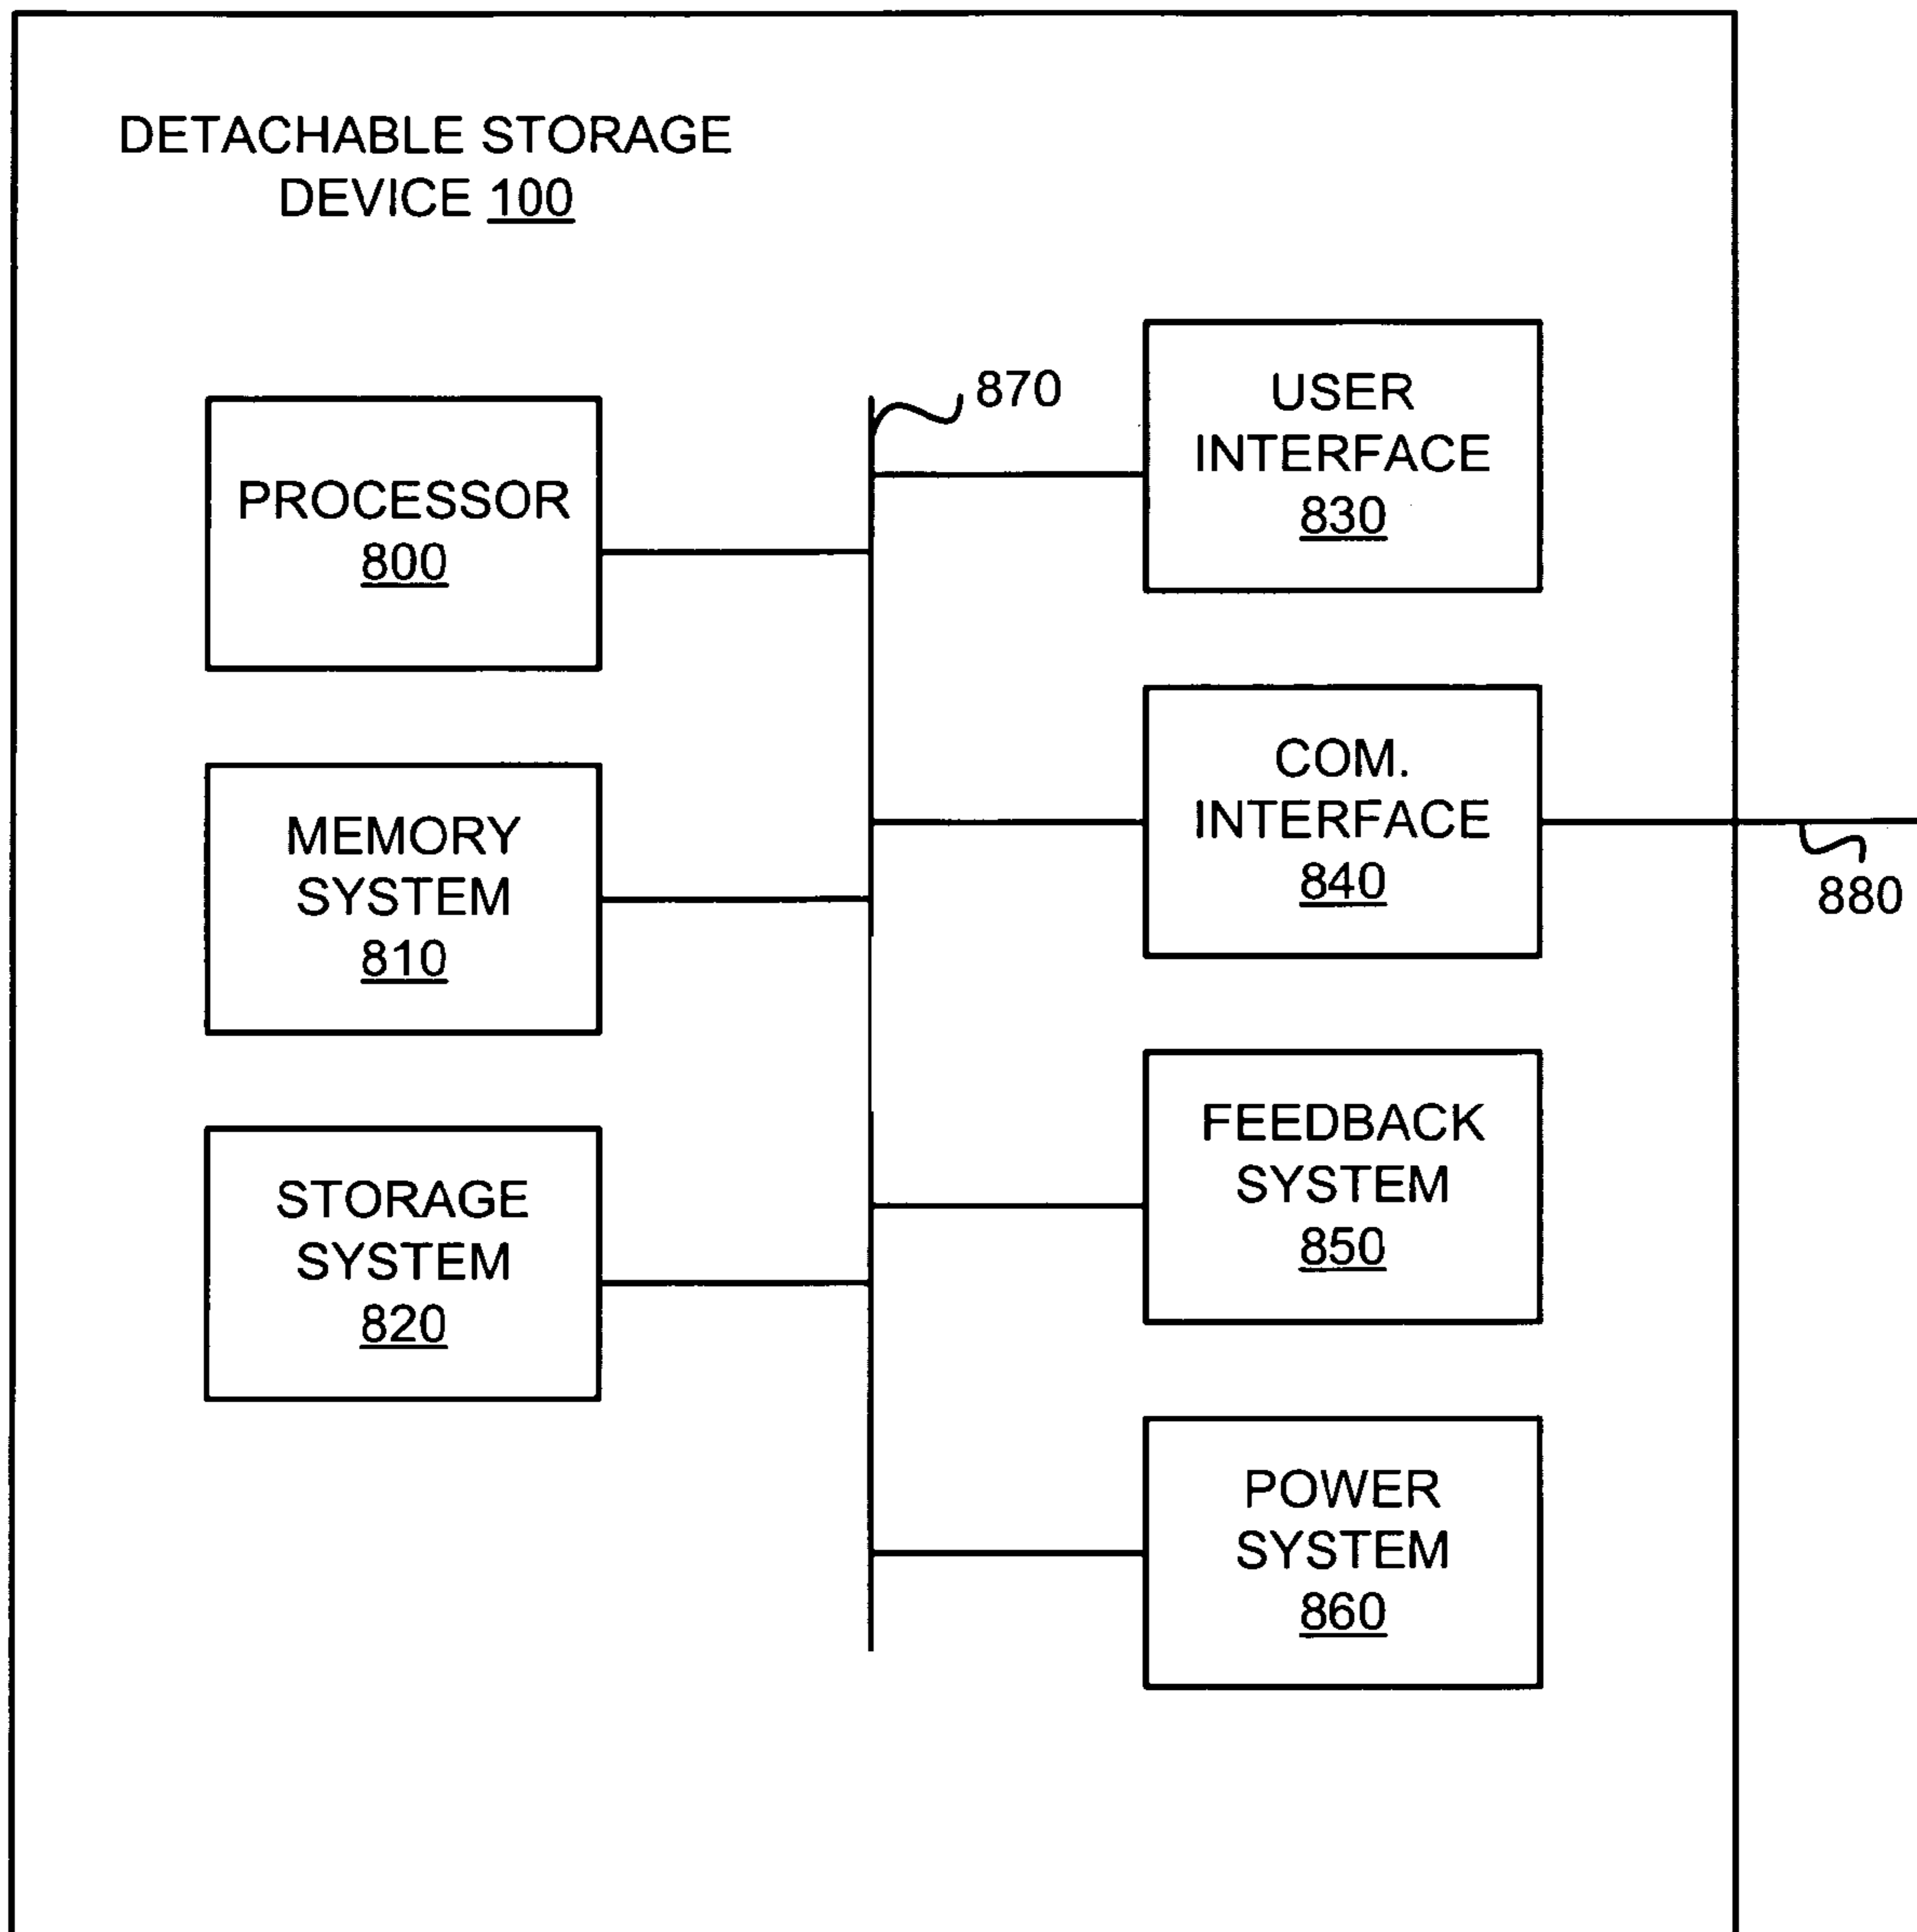 DETACHABLE STORAGE
DEVICE 100
870
USER
INTERFACE
830
PROCESSOR
800
COM.
INTERFACE
840
880
MEMORY
SYSTEM
810
FEEDBACK
SYSTEM
850
STORAGE
SYSTEM
820
POWER
SYSTEM
860